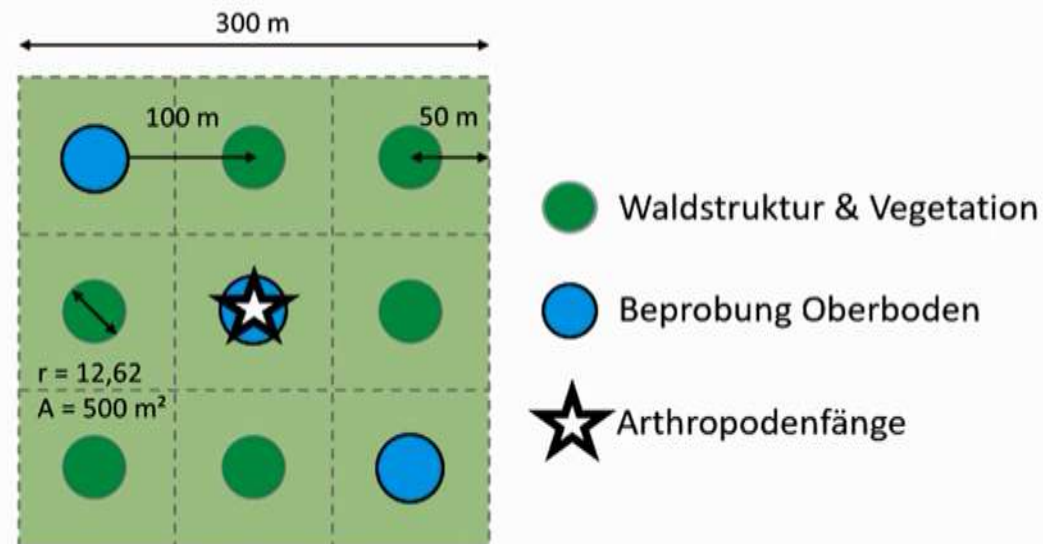 300 m
100 m
50 m
r = 12,62
A = 500 m²
Waldstruktur & Vegetation
Beprobung Oberboden
Arthropodenfänge